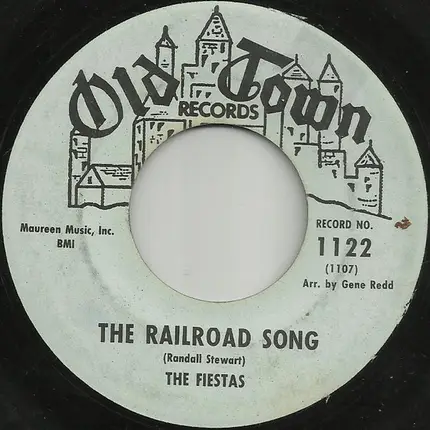 Old Town
RECORDS
Maureen Music, Inc.
BMI
RECORD NO.
1122
(1107)
Arr. by Gene Redd
THE RAILROAD SONG
(Randall Stewart)
THE FIESTAS